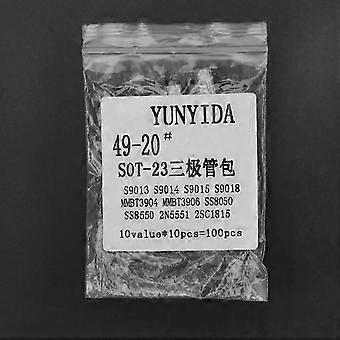 YUNYIDA
49-20#
SOT-23三极管包
S9013 S9014 S9015 S9018
MMBT3904 MMBT3906 SS8050
SS8550 2N5551 2SC1815
10value*10pcs=100pcs